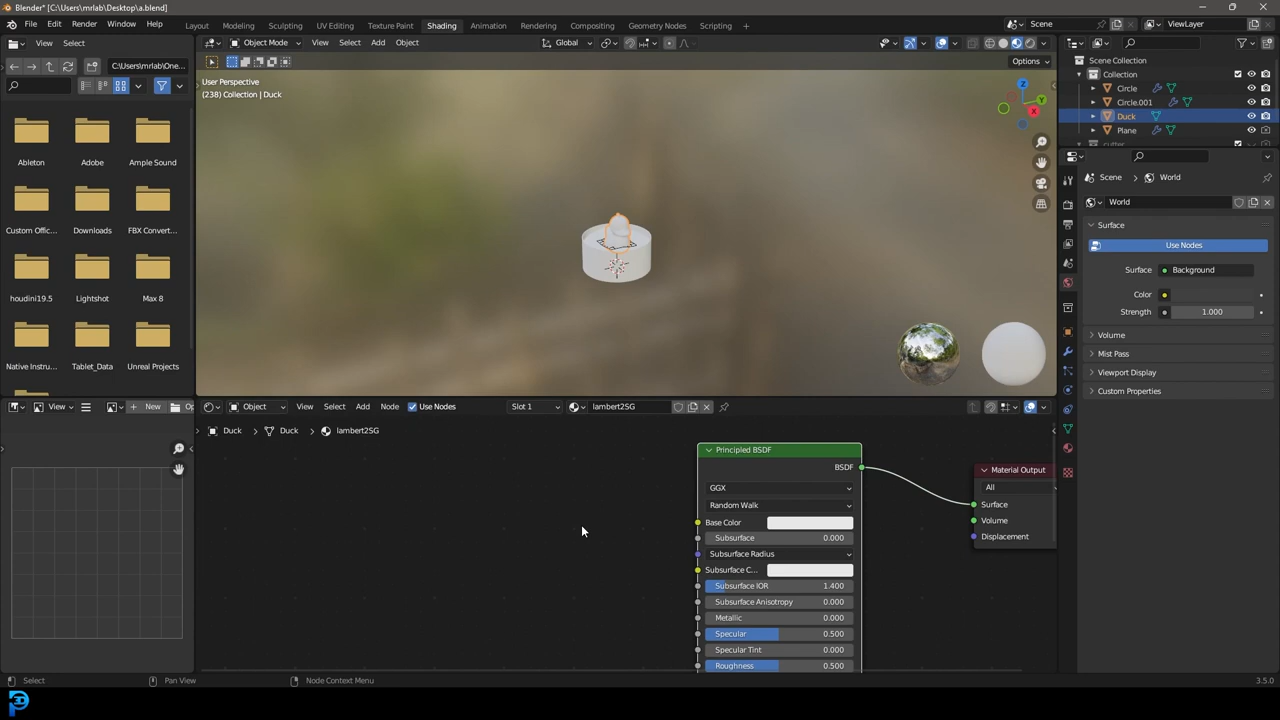 Blender* [C:\Users\mrlab\Desktop\a.blend]
File Edit Render Window Help Layout Modeling Sculpting UV Editing Texture Paint Shading Animation Rendering Compositing Geometry Nodes Scripting Scene ViewLayer
View Select Object Mode View Select Add Object Global
C:\Users\mrlab\One... Options
User Perspective
(238) Collection | Duck
Scene Collection
Collection
Circle
Circle.001
Duck
Plane
cutter
Ableton Adobe Ample Sound
Custom Offic... Downloads FBX Convert...
houdini19.5 Lightshot Max 8
Native Instru... Tablet_Data Unreal Projects
Scene World
World
Surface
Use Nodes
Surface Background
Color
Strength 1.000
Volume
Mist Pass
Viewport Display
Custom Properties
View New Op
Object View Select Add Node Use Nodes Slot 1 lambert2SG
Duck Duck lambert2SG
Principled BSDF
BSDF
GGX
Random Walk
Base Color
Subsurface 0.000
Subsurface Radius
Subsurface C...
Subsurface IOR 1.400
Subsurface Anisotropy 0.000
Metallic 0.000
Specular 0.500
Specular Tint 0.000
Roughness 0.500
Material Output
All
Surface
Volume
Displacement
Select Pan View Node Context Menu 3.5.0